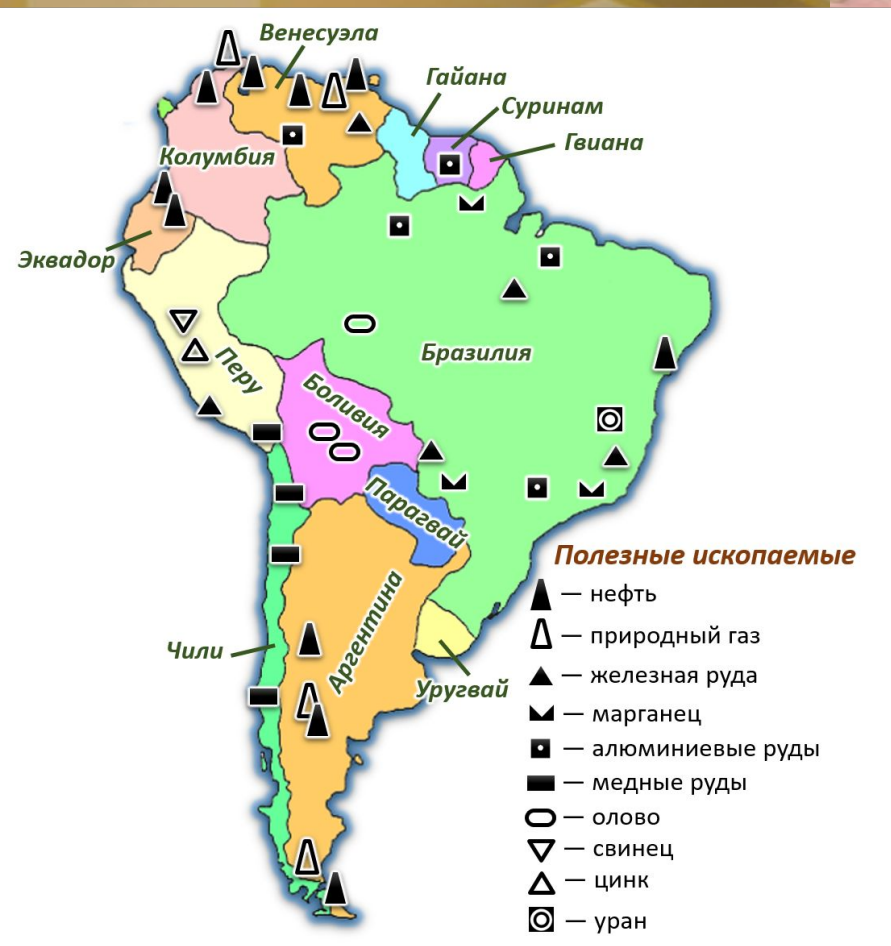 Венесуэла
Гайана
Суринам
Гвиана
Колумбия
Эквадор
Перу
Бразилия
Боливия
Парагвай
Аргентина
Чили
Уругвай
Полезные ископаемые
— нефть
— природный газ
— железная руда
— марганец
— алюминиевые руды
— медные руды
— олово
— свинец
— цинк
— уран